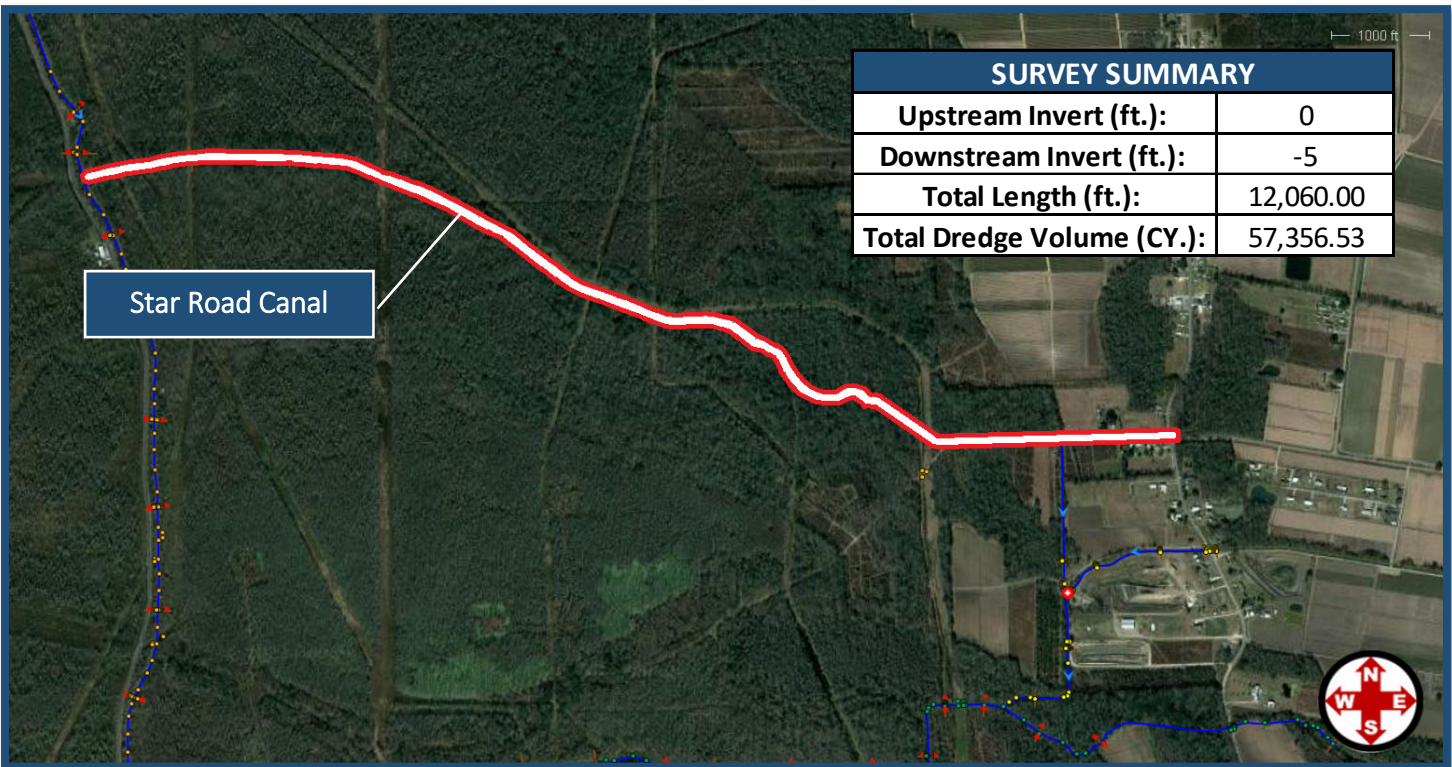 1000 ft
SURVEY SUMMARY
Upstream Invert (ft.): 0
Downstream Invert (ft.): -5
Total Length (ft.): 12,060.00
Total Dredge Volume (CY.): 57,356.53
Star Road Canal
N
W E
S